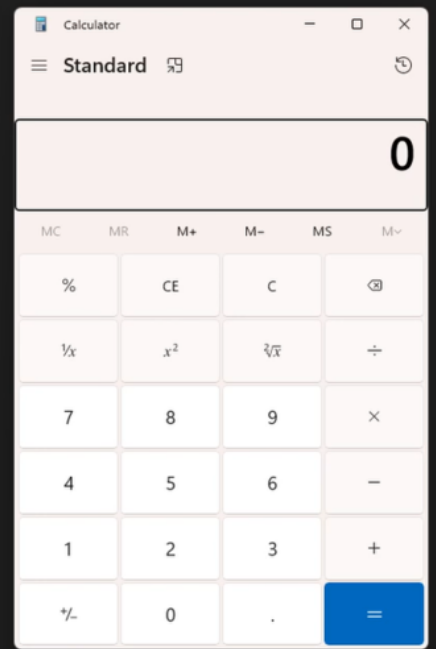 Calculator
Standard
0
MC MR M+ M− MS M˅
% CE C
¹/x x² ²√x ÷
7 8 9 ×
4 5 6 −
1 2 3 +
+/− 0 . =